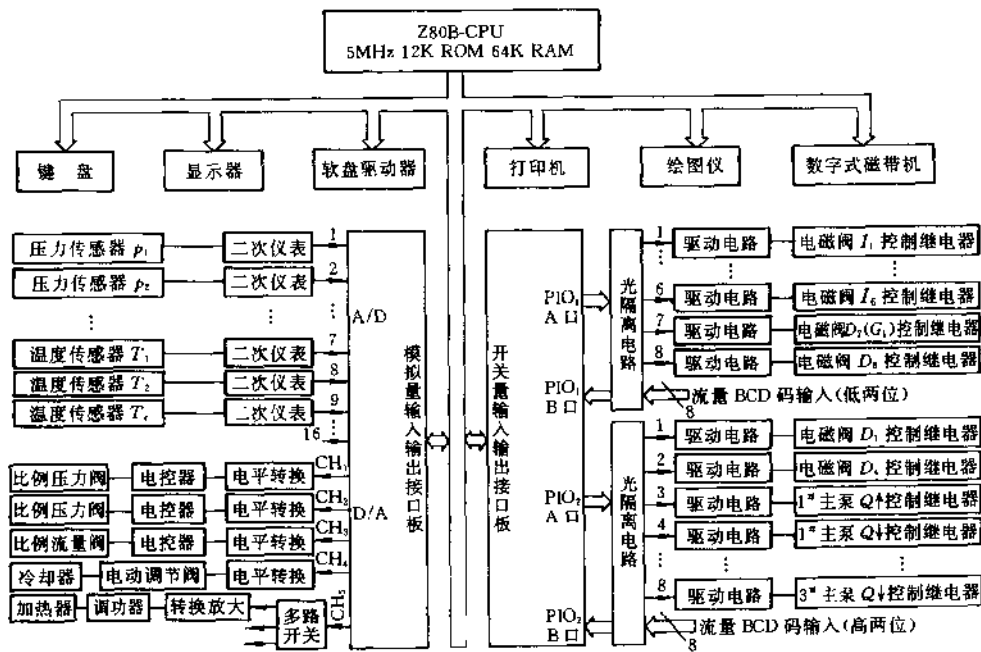 Z80B-CPU
5MHz 12K ROM 64K RAM
键 盘
显示器
软盘驱动器
打印机
绘图仪
数字式磁带机
压力传感器 p₁
二次仪表
1
压力传感器 p₂
二次仪表
2
⋮
⋮
⋮
温度传感器 T₁
二次仪表
7
温度传感器 T₂
二次仪表
8
温度传感器
二次仪表
9
⋮
16
A/D
模拟量输入输出接口板
D/A
比例压力阀
电控器
电平转换
CH₁
比例压力阀
电控器
电平转换
CH₂
比例流量阀
电控器
电平转换
CH₃
冷却器
电动调节阀
电平转换
CH₄
加热器
调功器
转换放大
多路开关
CH₅
开关量输入输出接口板
PIO₁
A 口
PIO₁
B 口
PIO₂
A 口
PIO₂
B 口
光隔离电路
1
驱动电路
电磁阀 I₁ 控制继电器
⋮
⋮
⋮
6
驱动电路
电磁阀 I₆ 控制继电器
7
驱动电路
电磁阀D₇(G₁)控制继电器
8
驱动电路
电磁阀 D₈ 控制继电器
8
流量 BCD 码输入(低两位)
光隔离电路
1
驱动电路
电磁阀 D₁ 控制继电器
2
驱动电路
电磁阀 D 控制继电器
3
驱动电路
1# 主泵 Q↑控制继电器
4
驱动电路
1# 主泵 Q↓控制继电器
⋮
⋮
⋮
8
驱动电路
3# 主泵 Q↓控制继电器
8
流量 BCD 码输入(高两位)